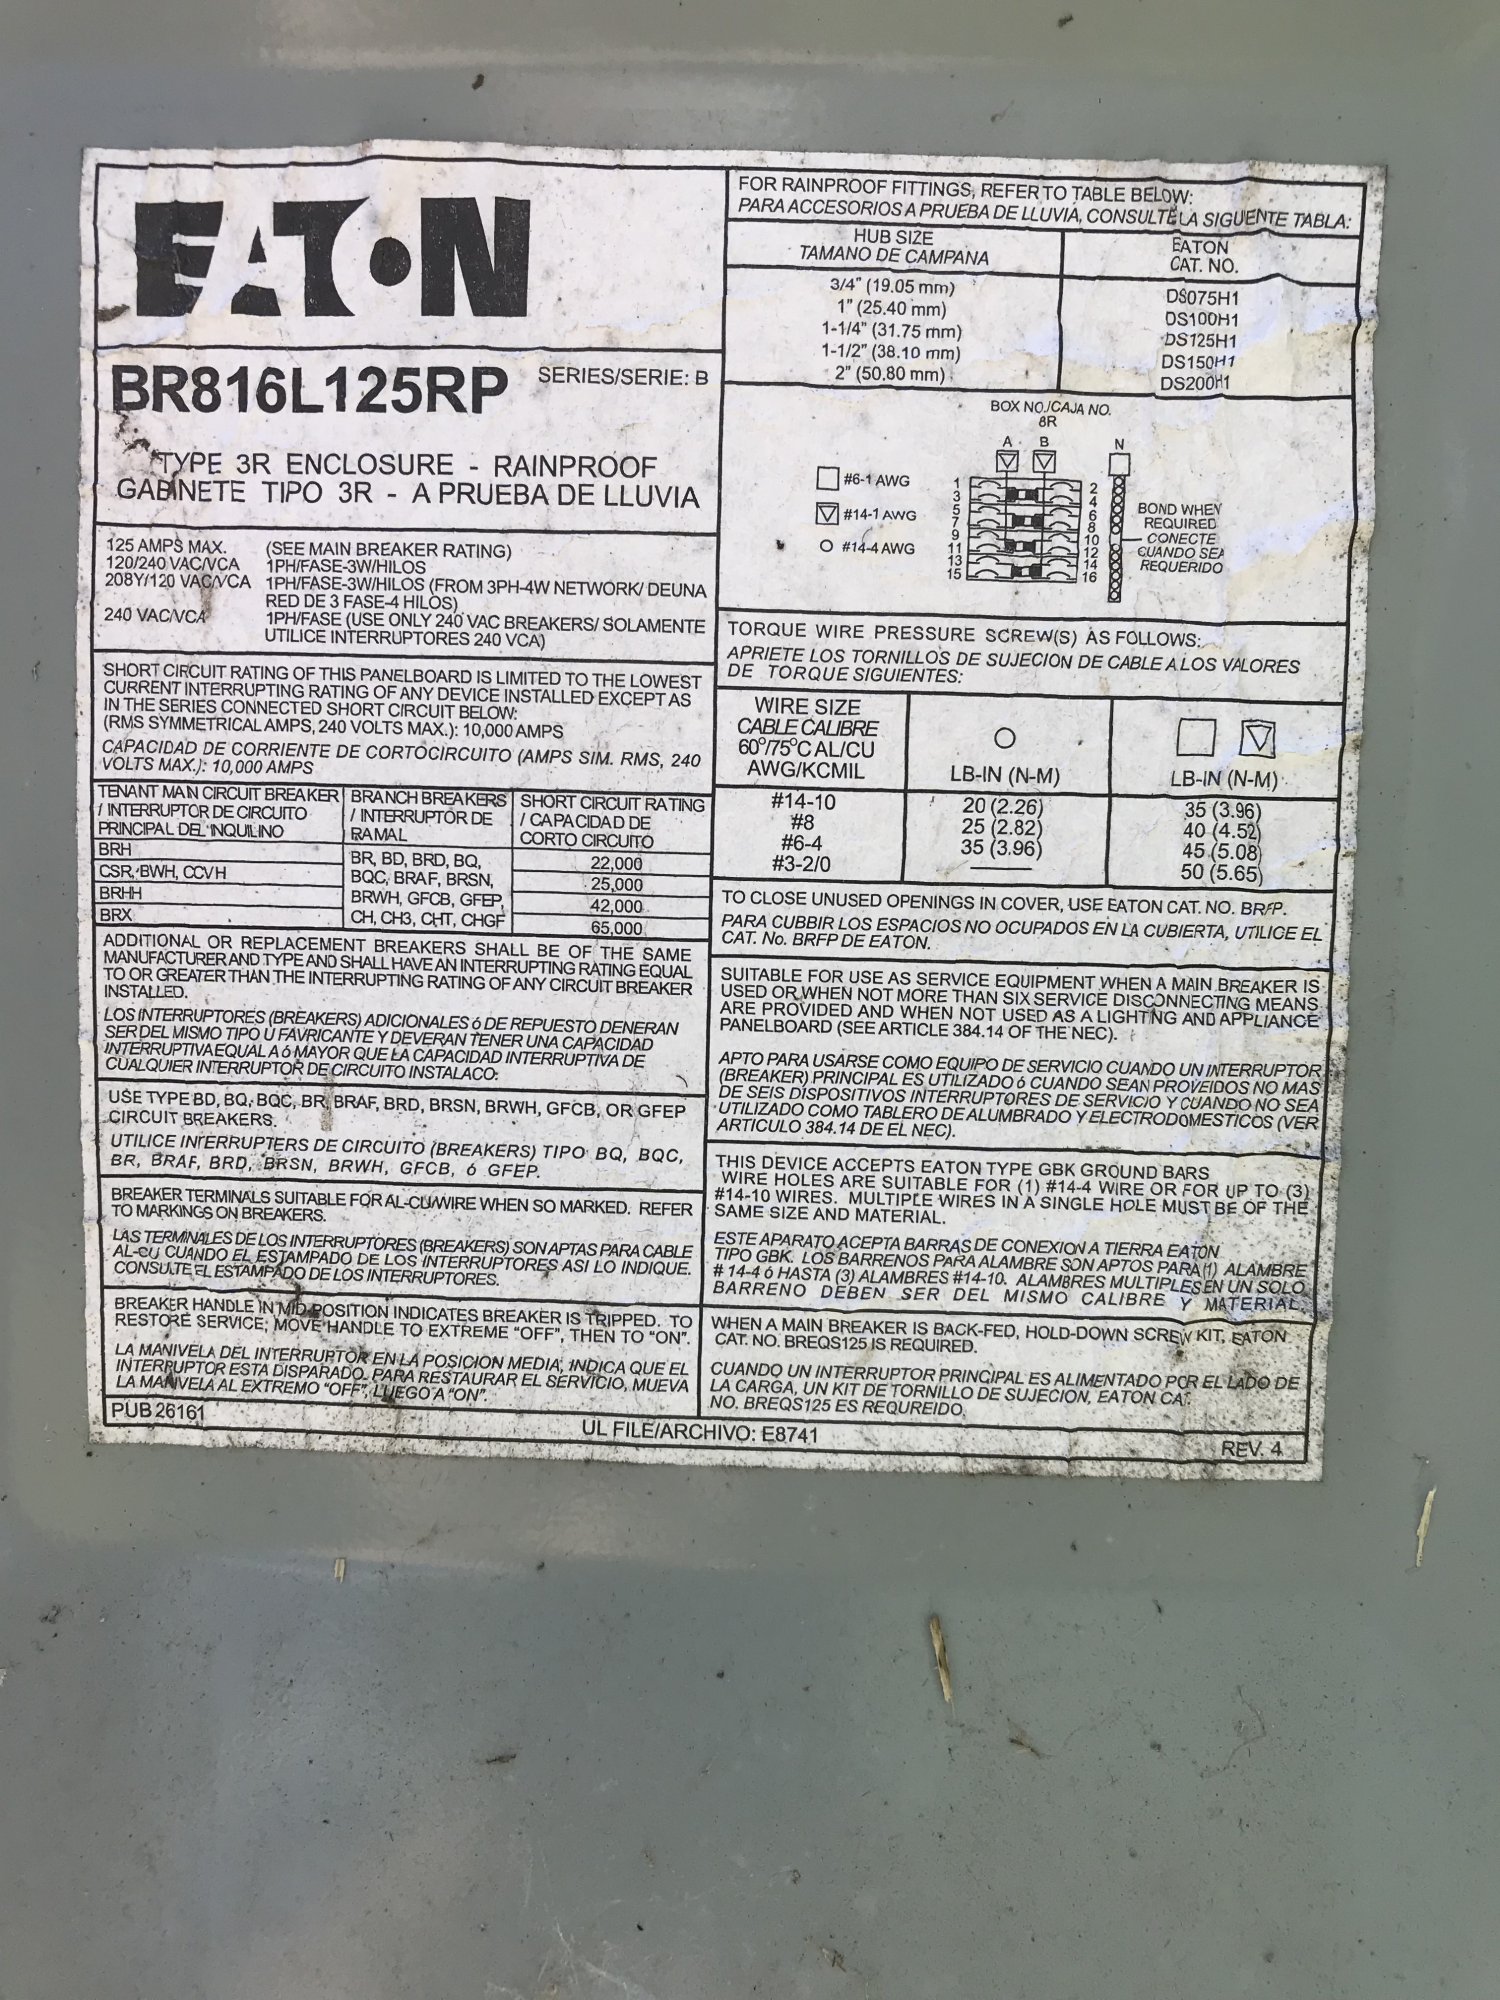 EATON
BR816L125RP SERIES/SERIE: B
TYPE 3R ENCLOSURE - RAINPROOF
GABINETE TIPO 3R - A PRUEBA DE LLUVIA
125 AMPS MAX. (SEE MAIN BREAKER RATING)
120/240 VAC/VCA 1PH/FASE-3W/HILOS
208Y/120 VAC/VCA 1PH/FASE-3W/HILOS (FROM 3PH-4W NETWORK/ DEUNA
RED DE 3 FASE-4 HILOS)
240 VAC/VCA 1PH/FASE (USE ONLY 240 VAC BREAKERS/ SOLAMENTE
UTILICE INTERRUPTORES 240 VCA)
SHORT CIRCUIT RATING OF THIS PANELBOARD IS LIMITED TO THE LOWEST
CURRENT INTERRUPTING RATING OF ANY DEVICE INSTALLED EXCEPT AS
IN THE SERIES CONNECTED SHORT CIRCUIT BELOW:
(RMS SYMMETRICAL AMPS, 240 VOLTS MAX.): 10,000 AMPS
CAPACIDAD DE CORRIENTE DE CORTOCIRCUITO (AMPS SIM. RMS, 240
VOLTS MAX.): 10,000 AMPS
TENANT MAIN CIRCUIT BREAKER
/ INTERRUPTOR DE CIRCUITO
PRINCIPAL DEL INQUILINO
BRANCH BREAKERS
/ INTERRUPTOR DE
RAMAL
SHORT CIRCUIT RATING
/ CAPACIDAD DE
CORTO CIRCUITO
BRH
CSR, BWH, CCVH
BRHH
BRX
BR, BD, BRD, BQ,
BQC, BRAF, BRSN,
BRWH, GFCB, GFEP,
CH, CH3, CHT, CHGF
22,000
25,000
42,000
65,000
ADDITIONAL OR REPLACEMENT BREAKERS SHALL BE OF THE SAME
MANUFACTURER AND TYPE AND SHALL HAVE AN INTERRUPTING RATING EQUAL
TO OR GREATER THAN THE INTERRUPTING RATING OF ANY CIRCUIT BREAKER
INSTALLED.
LOS INTERRUPTORES (BREAKERS) ADICIONALES ó DE REPUESTO DENERAN
SER DEL MISMO TIPO U FAVRICANTE Y DEVERAN TENER UNA CAPACIDAD
INTERRUPTIVA EQUAL A ó MAYOR QUE LA CAPACIDAD INTERRUPTIVA DE
CUALQUIER INTERRUPTOR DE CIRCUITO INSTALACO:
USE TYPE BD, BQ, BQC, BR, BRAF, BRD, BRSN, BRWH, GFCB, OR GFEP
CIRCUIT BREAKERS.
UTILICE INTERRUPTERS DE CIRCUITO (BREAKERS) TIPO BQ, BQC,
BR, BRAF, BRD, BRSN, BRWH, GFCB, ó GFEP.
BREAKER TERMINALS SUITABLE FOR AL-CU WIRE WHEN SO MARKED. REFER
TO MARKINGS ON BREAKERS.
LAS TERMINALES DE LOS INTERRUPTORES (BREAKERS) SON APTAS PARA CABLE
AL-CU CUANDO EL ESTAMPADO DE LOS INTERRUPTORES ASI LO INDIQUE.
CONSULTE EL ESTAMPADO DE LOS INTERRUPTORES.
BREAKER HANDLE IN MID-POSITION INDICATES BREAKER IS TRIPPED. TO
RESTORE SERVICE, MOVE HANDLE TO EXTREME "OFF", THEN TO "ON".
LA MANIVELA DEL INTERRUPTOR EN LA POSICION MEDIA, INDICA QUE EL
INTERRUPTOR ESTA DISPARADO. PARA RESTAURAR EL SERVICIO, MUEVA
LA MANIVELA AL EXTREMO "OFF", LUEGO A "ON".
FOR RAINPROOF FITTINGS, REFER TO TABLE BELOW:
PARA ACCESORIOS A PRUEBA DE LLUVIA, CONSULTE LA SIGUENTE TABLA:
HUB SIZE
TAMANO DE CAMPANA
EATON
CAT. NO.
3/4" (19.05 mm) DS075H1
1" (25.40 mm) DS100H1
1-1/4" (31.75 mm) DS125H1
1-1/2" (38.10 mm) DS150H1
2" (50.80 mm) DS200H1
BOX NO./CAJA NO.
8R
A B N
#6-1 AWG
#14-1 AWG
#14-4 AWG
1 2
3 4
5 6
7 8
9 10
11 12
13 14
15 16
BOND WHEN
REQUIRED
CONECTE
CUANDO SEA
REQUERIDO
TORQUE WIRE PRESSURE SCREW(S) AS FOLLOWS:
APRIETE LOS TORNILLOS DE SUJECION DE CABLE A LOS VALORES
DE TORQUE SIGUIENTES:
WIRE SIZE
CABLE CALIBRE
60°/75°C AL/CU
AWG/KCMIL
LB-IN (N-M)
LB-IN (N-M)
#14-10 20 (2.26) 35 (3.96)
#8 25 (2.82) 40 (4.52)
#6-4 35 (3.96) 45 (5.08)
#3-2/0 —— 50 (5.65)
TO CLOSE UNUSED OPENINGS IN COVER, USE EATON CAT. NO. BRFP.
PARA CUBBIR LOS ESPACIOS NO OCUPADOS EN LA CUBIERTA, UTILICE EL
CAT. No. BRFP DE EATON.
SUITABLE FOR USE AS SERVICE EQUIPMENT WHEN A MAIN BREAKER IS
USED OR WHEN NOT MORE THAN SIX SERVICE DISCONNECTING MEANS
ARE PROVIDED AND WHEN NOT USED AS A LIGHTNG AND APPLIANCE
PANELBOARD (SEE ARTICLE 384.14 OF THE NEC).
APTO PARA USARSE COMO EQUIPO DE SERVICIO CUANDO UN INTERRUPTOR
(BREAKER) PRINCIPAL ES UTILIZADO ó CUANDO SEAN PROVEIDOS NO MAS
DE SEIS DISPOSITIVOS INTERRUPTORES DE SERVICIO Y CUANDO NO SEA
UTILIZADO COMO TABLERO DE ALUMBRADO Y ELECTRODOMESTICOS (VER
ARTICULO 384.14 DE EL NEC).
THIS DEVICE ACCEPTS EATON TYPE GBK GROUND BARS
WIRE HOLES ARE SUITABLE FOR (1) #14-4 WIRE OR FOR UP TO (3)
#14-10 WIRES. MULTIPLE WIRES IN A SINGLE HOLE MUST BE OF THE
SAME SIZE AND MATERIAL.
ESTE APARATO ACEPTA BARRAS DE CONEXION A TIERRA EATON
TIPO GBK. LOS BARRENOS PARA ALAMBRE SON APTOS PARA (1) ALAMBRE
# 14-4 ó HASTA (3) ALAMBRES #14-10. ALAMBRES MULTIPLES EN UN SOLO
BARRENO DEBEN SER DEL MISMO CALIBRE Y MATERIAL.
WHEN A MAIN BREAKER IS BACK-FED, HOLD-DOWN SCREW KIT, EATON
CAT. NO. BREQS125 IS REQUIRED.
CUANDO UN INTERRUPTOR PRINCIPAL ES ALIMENTADO POR EL LADO DE
LA CARGA, UN KIT DE TORNILLO DE SUJECION, EATON CAT.
NO. BREQS125 ES REQUREIDO.
PUB 26161 UL FILE/ARCHIVO: E8741 REV. 4